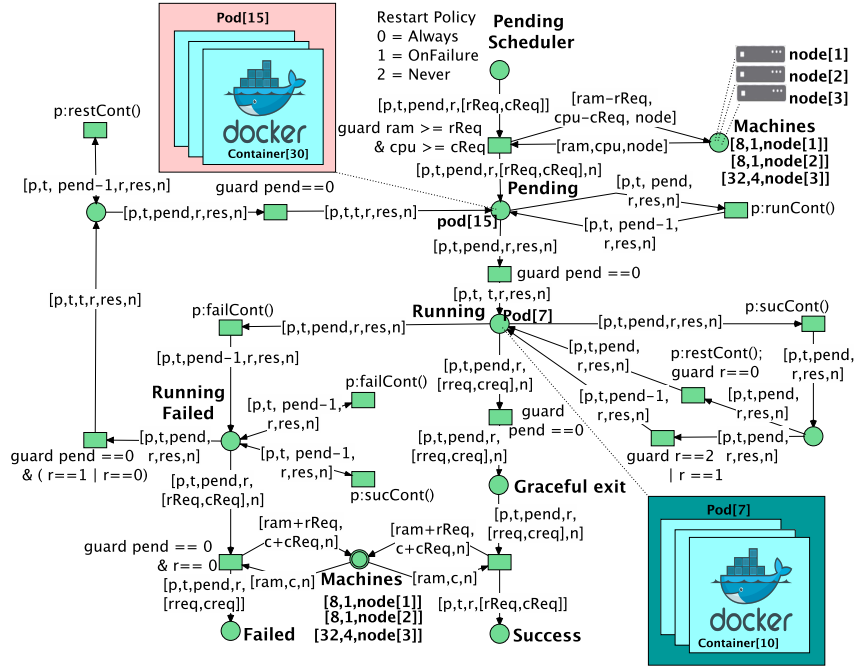 Pod[15]
docker
Container[30]
Restart Policy
0 = Always
1 = OnFailure
2 = Never
Pending
Scheduler
node[1]
node[2]
node[3]
p:restCont()
[p,t,pend,r,[rReq,cReq]]
[ram-rReq,
cpu-cReq, node]
guard ram >= rReq
& cpu >= cReq
[ram,cpu,node]
Machines
[8,1,node[1]]
[8,1,node[2]]
[32,4,node[3]]
[p,t,pend,r,[rReq,cReq],n]
[p,t, pend-1,r,res,n]
guard pend==0
Pending
[p,t, pend,
r,res,n]
[p,t,pend,r,res,n]
[p,t,t,r,res,n]
pod[15]
p:runCont()
[p,t, pend-1,
r,res,n]
[p,t,pend,r,res,n]
guard pend ==0
[p,t, t,r,res,n]
[p,t,t,r,res,n]
p:failCont()
Running
Pod[7]
p:sucCont()
[p,t,pend,r,res,n]
[p,t,pend,r,res,n]
[p,t,pend-1,r,res,n]
[p,t,pend,r,
[rreq,creq],n]
[p,t,pend,
r,res,n]
p:restCont();
guard r==0
[p,t,pend,
r,res,n]
Running
Failed
p:failCont()
[p,t, pend-1,
r,res,n]
guard
pend ==0
[p,t,pend-1,
r,res,n]
[p,t,pend,
r,res,n]
[p,t,pend,
r,res,n]
[p,t,pend,
r,res,n]
guard pend ==0
& ( r==1 | r==0)
[p,t, pend-1,
r,res,n]
[p,t,pend,r,
[rreq,creq],n]
guard r==2
| r ==1
[p,t,pend,r,
[rReq,cReq],n]
p:sucCont()
Graceful exit
[p,t,pend,r,
[rreq,creq],n]
Pod[7]
docker
Container[10]
[ram+rReq,
c+cReq,n]
[ram+rReq,
c+cReq,n]
guard pend == 0
& r== 0
[ram,c,n]
Machines
[8,1,node[1]]
[8,1,node[2]]
[32,4,node[3]]
[ram,c,n]
[p,t,pend,r,
[rreq,creq]]
[p,t,r,[rReq,cReq]]
Failed
Success